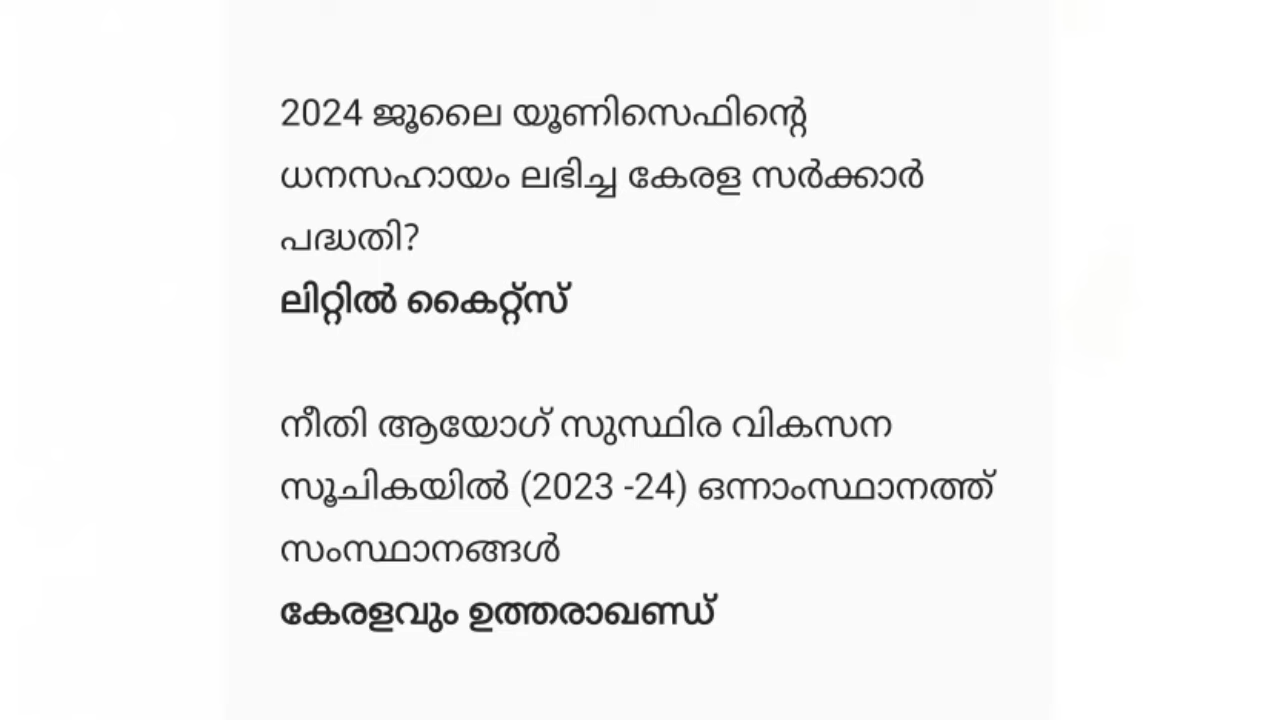 2024 ജൂലൈ യൂണിസെഫിന്റെ
ധനസഹായം ലഭിച്ച കേരള സർക്കാർ
പദ്ധതി?
ലിറ്റിൽ കൈറ്റ്സ്
നീതി ആയോഗ് സുസ്ഥിര വികസന
സൂചികയിൽ (2023 -24) ഒന്നാംസ്ഥാനത്ത്
സംസ്ഥാനങ്ങൾ
കേരളവും ഉത്തരാഖണ്ഡ്